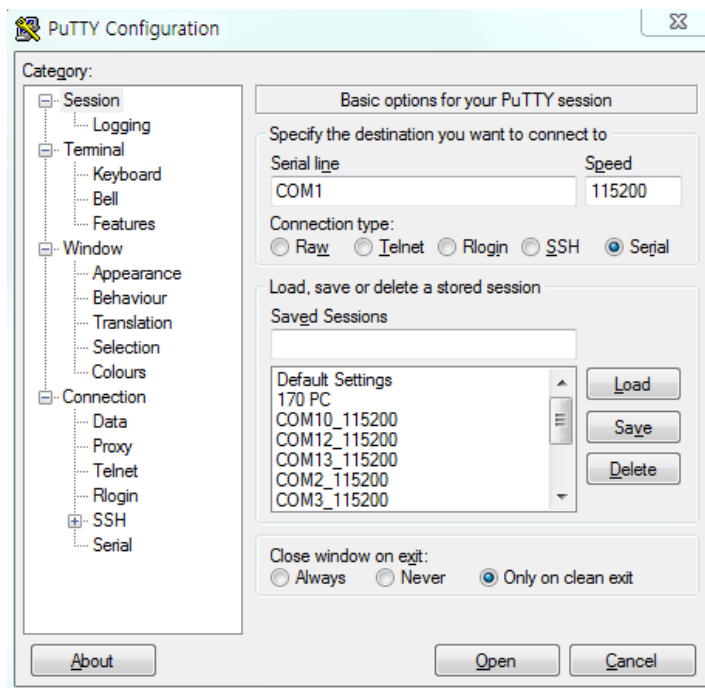 PuTTY Configuration
Category:
Session
Logging
Terminal
Keyboard
Bell
Features
Window
Appearance
Behaviour
Translation
Selection
Colours
Connection
Data
Proxy
Telnet
Rlogin
SSH
Serial
Basic options for your PuTTY session
Specify the destination you want to connect to
Serial line Speed
COM1 115200
Connection type:
Raw Telnet Rlogin SSH Serial
Load, save or delete a stored session
Saved Sessions
Default Settings
170 PC
COM10_115200
COM12_115200
COM13_115200
COM2_115200
COM3_115200
Load
Save
Delete
Close window on exit:
Always Never Only on clean exit
About Open Cancel